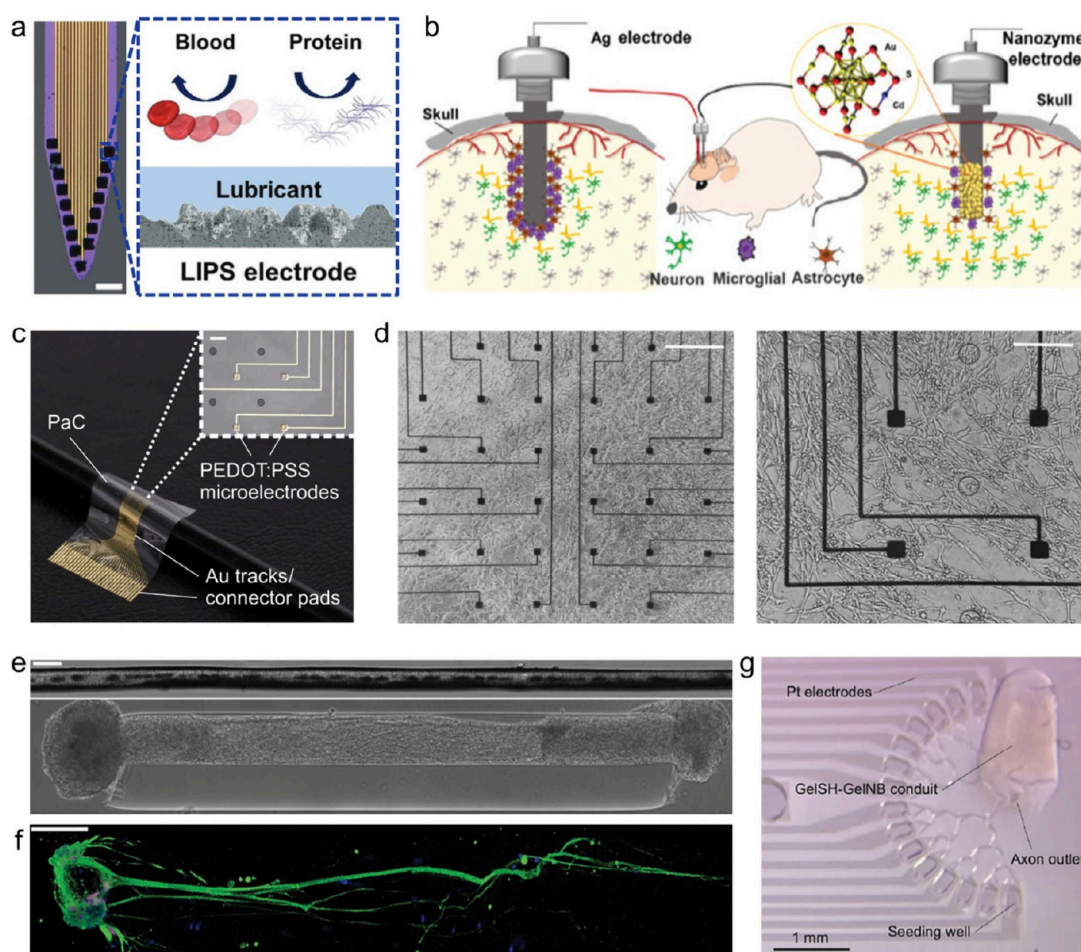 a
Blood
Protein
Lubricant
LIPS electrode
b
Ag electrode
Nanozyme
electrode
Skull
Skull
Au
S
Cd
Neuron Microglial Astrocyte
c
PaC
PEDOT:PSS
microelectrodes
Au tracks/
connector pads
d
e
f
g
Pt electrodes
GelSH-GelNB conduit
Axon outlet
Seeding well
1 mm